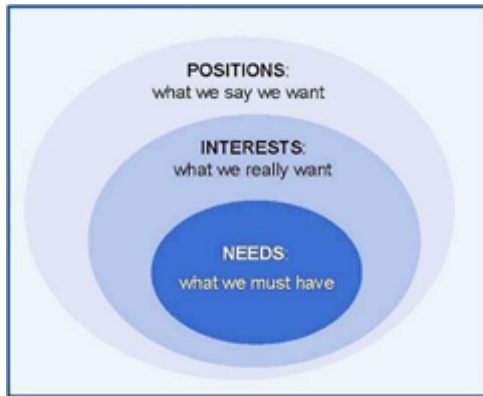 POSITIONS:
what we say we want
INTERESTS:
what we really want
NEEDS:
what we must have